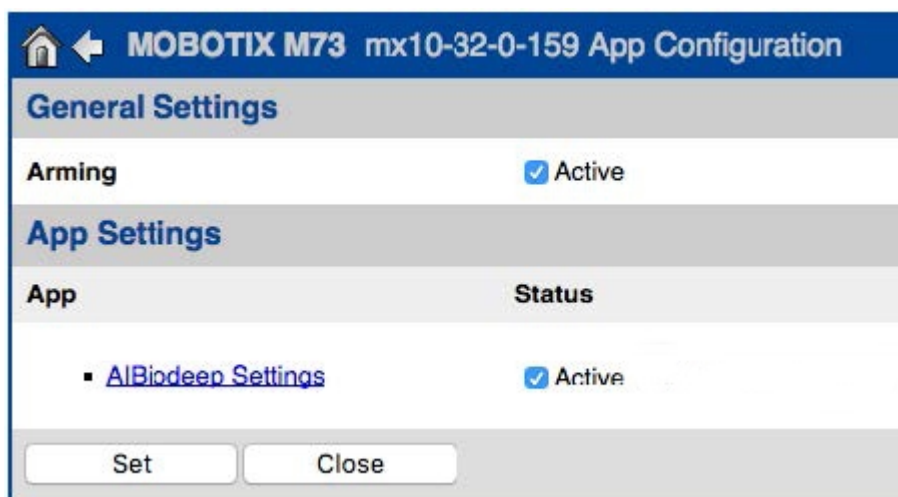 MOBOTIX M73 mx10-32-0-159 App Configuration
General Settings
Arming Active
App Settings
App Status
AIBiodeep Settings Active
Set Close